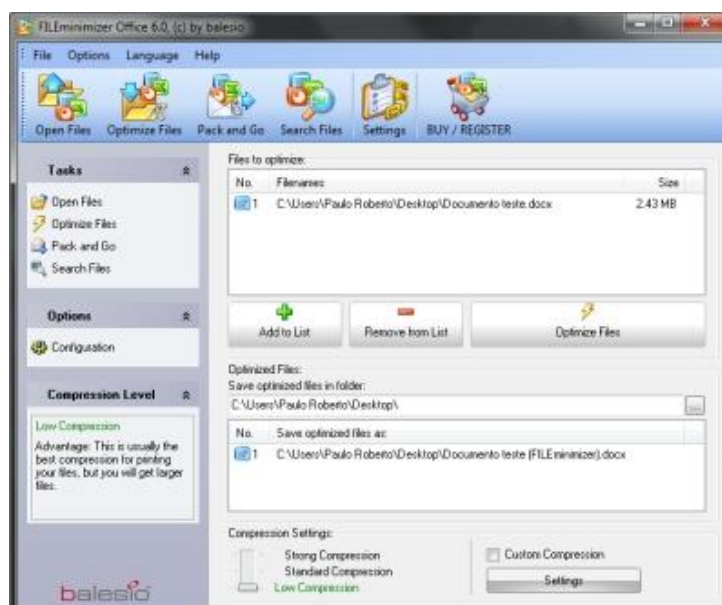 FILEminimizer Office 6.0, (c) by balesio
File Options Language Help
Open Files Optimize Files Pack and Go Search Files Settings BUY / REGISTER
Tasks
Open Files
Optimize Files
Pack and Go
Search Files
Options
Configuration
Compression Level
Low Compression
Advantage: This is usually the
best compression for printing
your files, but you will get larger
files.
balesio
Files to optimize:
No. Filenames Size
1 C:\Users\Paulo Roberto\Desktop\Documento teste.docx 2.43 MB
Add to List Remove from List Optimize Files
Optimized Files:
Save optimized files in folder:
C:\Users\Paulo Roberto\Desktop\
...
No. Save optimized files as:
1 C:\Users\Paulo Roberto\Desktop\Documento teste (FILEminimizer).docx
Compression Settings:
Strong Compression
Standard Compression
Low Compression
Custom Compression
Settings